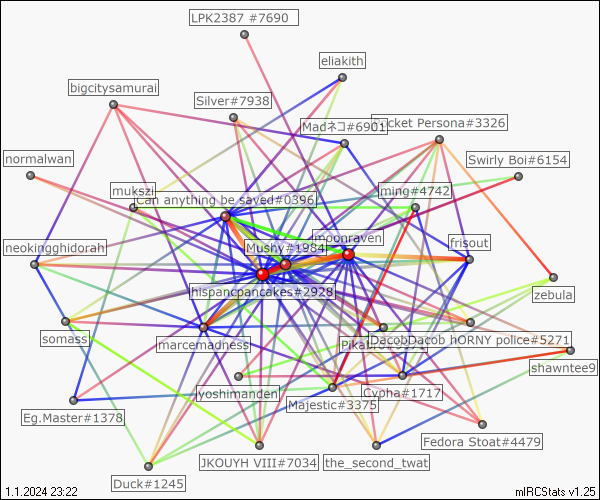 LPK2387 #7690
eliakith
bigcitysamurai
Silver#7938
Madネコ#6901
cket Persona#3326
normalwan
Swirly Boi#6154
mukszi
Can anything be saved#0396
ming#4742
moonraven
neokingghidorah
Mushy#1984
frisout
hispancpancakes#2928
zebula
somass
marcemadness
DacobDacob hORNY police#5271
shawntee9
yoshimanden
Cypha#1717
Majestic#3375
Eg.Master#1378
Fedora Stoat#4479
JKOUYH VIII#7034
the_second_twat
Duck#1245
1.1.2024 23:22
mIRCStats v1.25